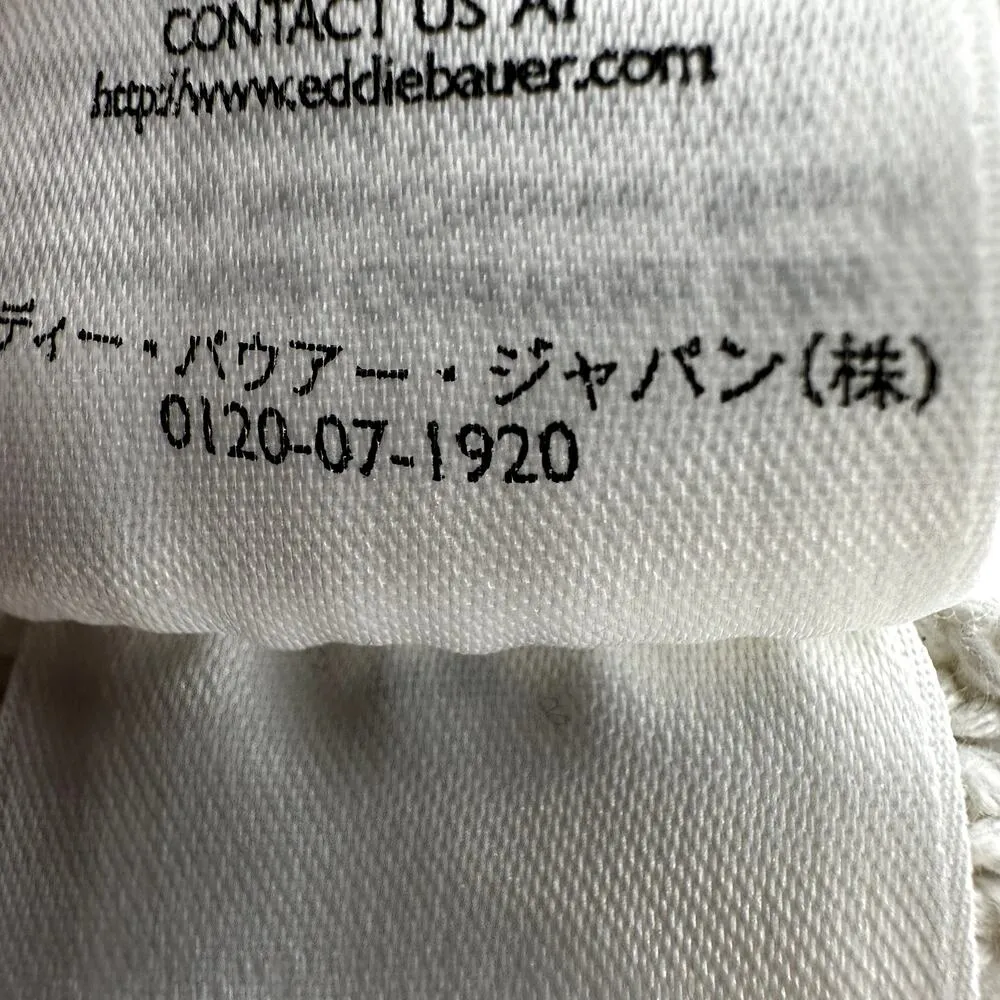 CONTACT US AT
http://www.eddiebauer.com
ディー・バウアー・ジャパン(株)
0120-07-1920